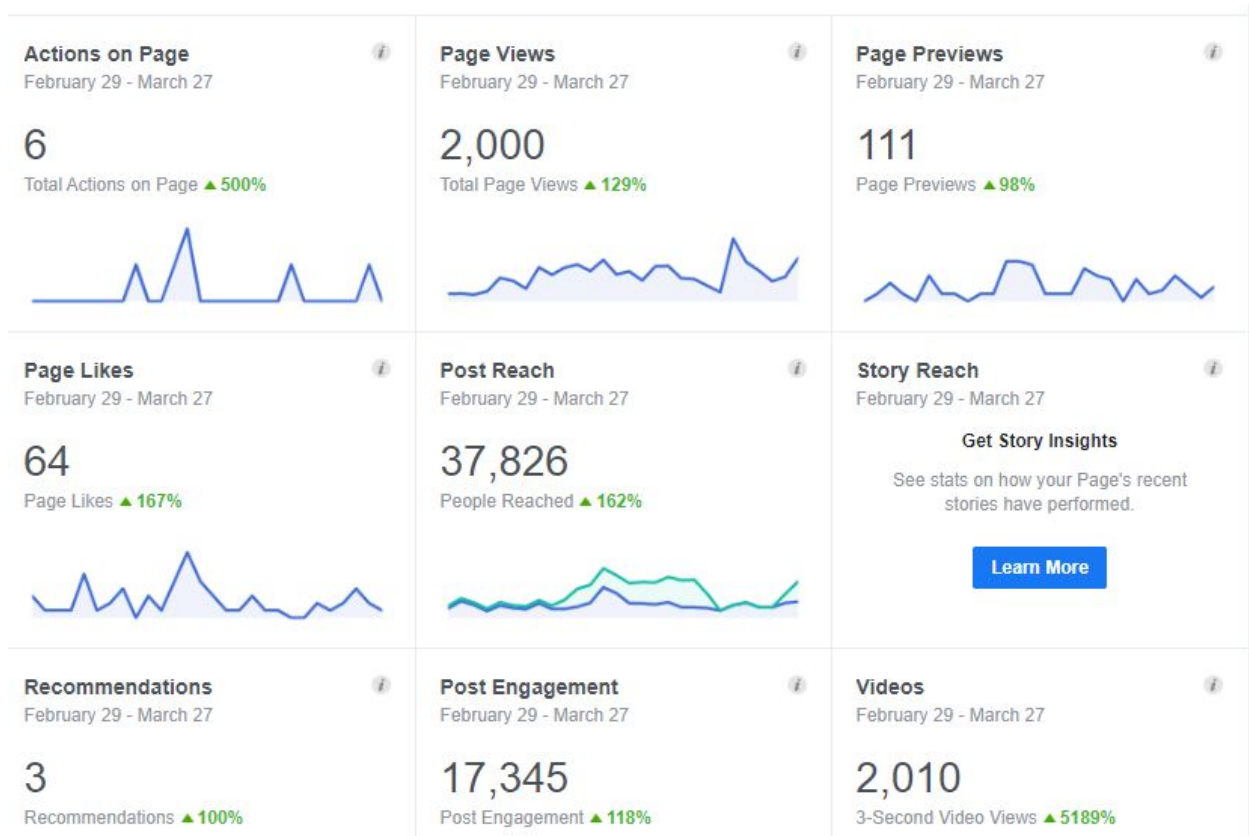 Actions on Page
February 29 - March 27
6
Total Actions on Page ▲ 500%
Page Views
February 29 - March 27
2,000
Total Page Views ▲ 129%
Page Previews
February 29 - March 27
111
Page Previews ▲ 98%
Page Likes
February 29 - March 27
64
Page Likes ▲ 167%
Post Reach
February 29 - March 27
37,826
People Reached ▲ 162%
Story Reach
February 29 - March 27
Get Story Insights
See stats on how your Page's recent
stories have performed.
Learn More
Recommendations
February 29 - March 27
3
Recommendations ▲ 100%
Post Engagement
February 29 - March 27
17,345
Post Engagement ▲ 118%
Videos
February 29 - March 27
2,010
3-Second Video Views ▲ 5189%